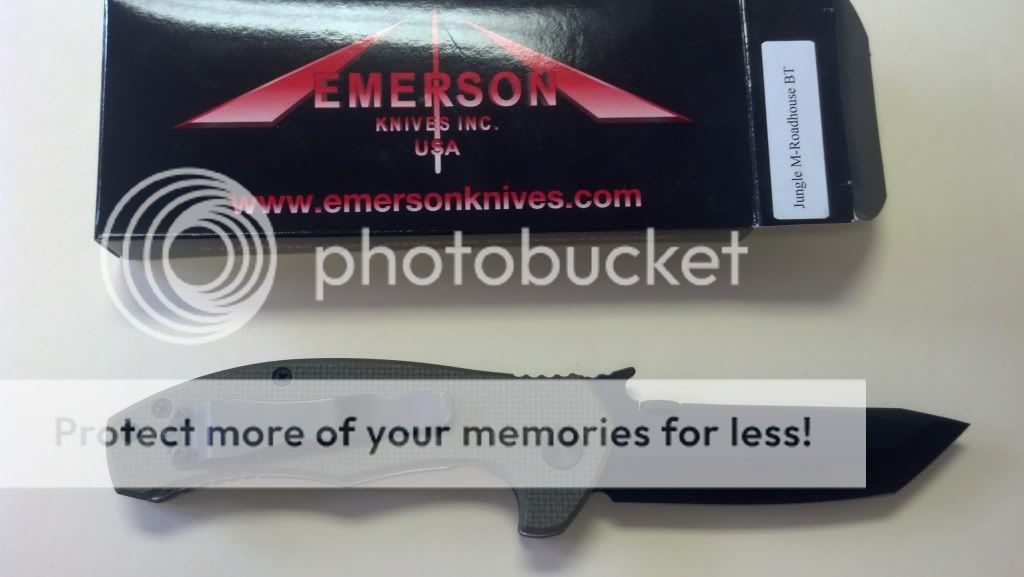 EMERSON
KNIVES INC.
USA
www.emersonknives.com
Jungle M-Roadhouse BT
photobucket
Protect more of your memories for less!